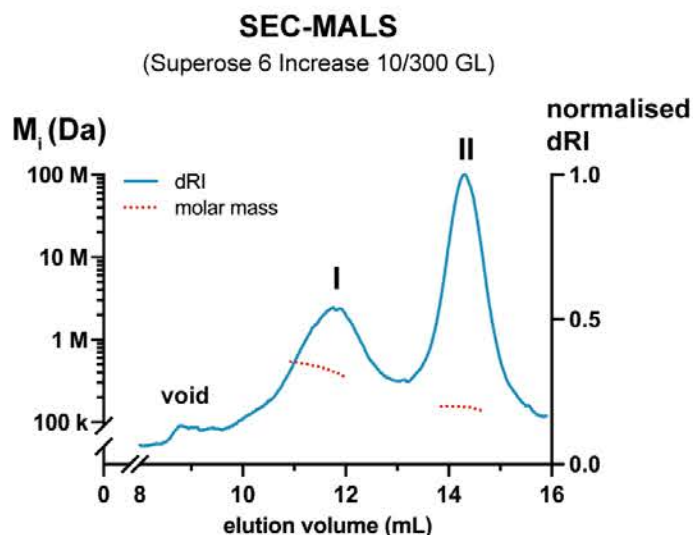 SEC-MALS
(Superose 6 Increase 10/300 GL)
Mi (Da)
normalised
dRI
100 M
10 M
1 M
100 k
dRI
molar mass
void
I
II
1.0
0.5
0.0
0 8 10 12 14 16
elution volume (mL)